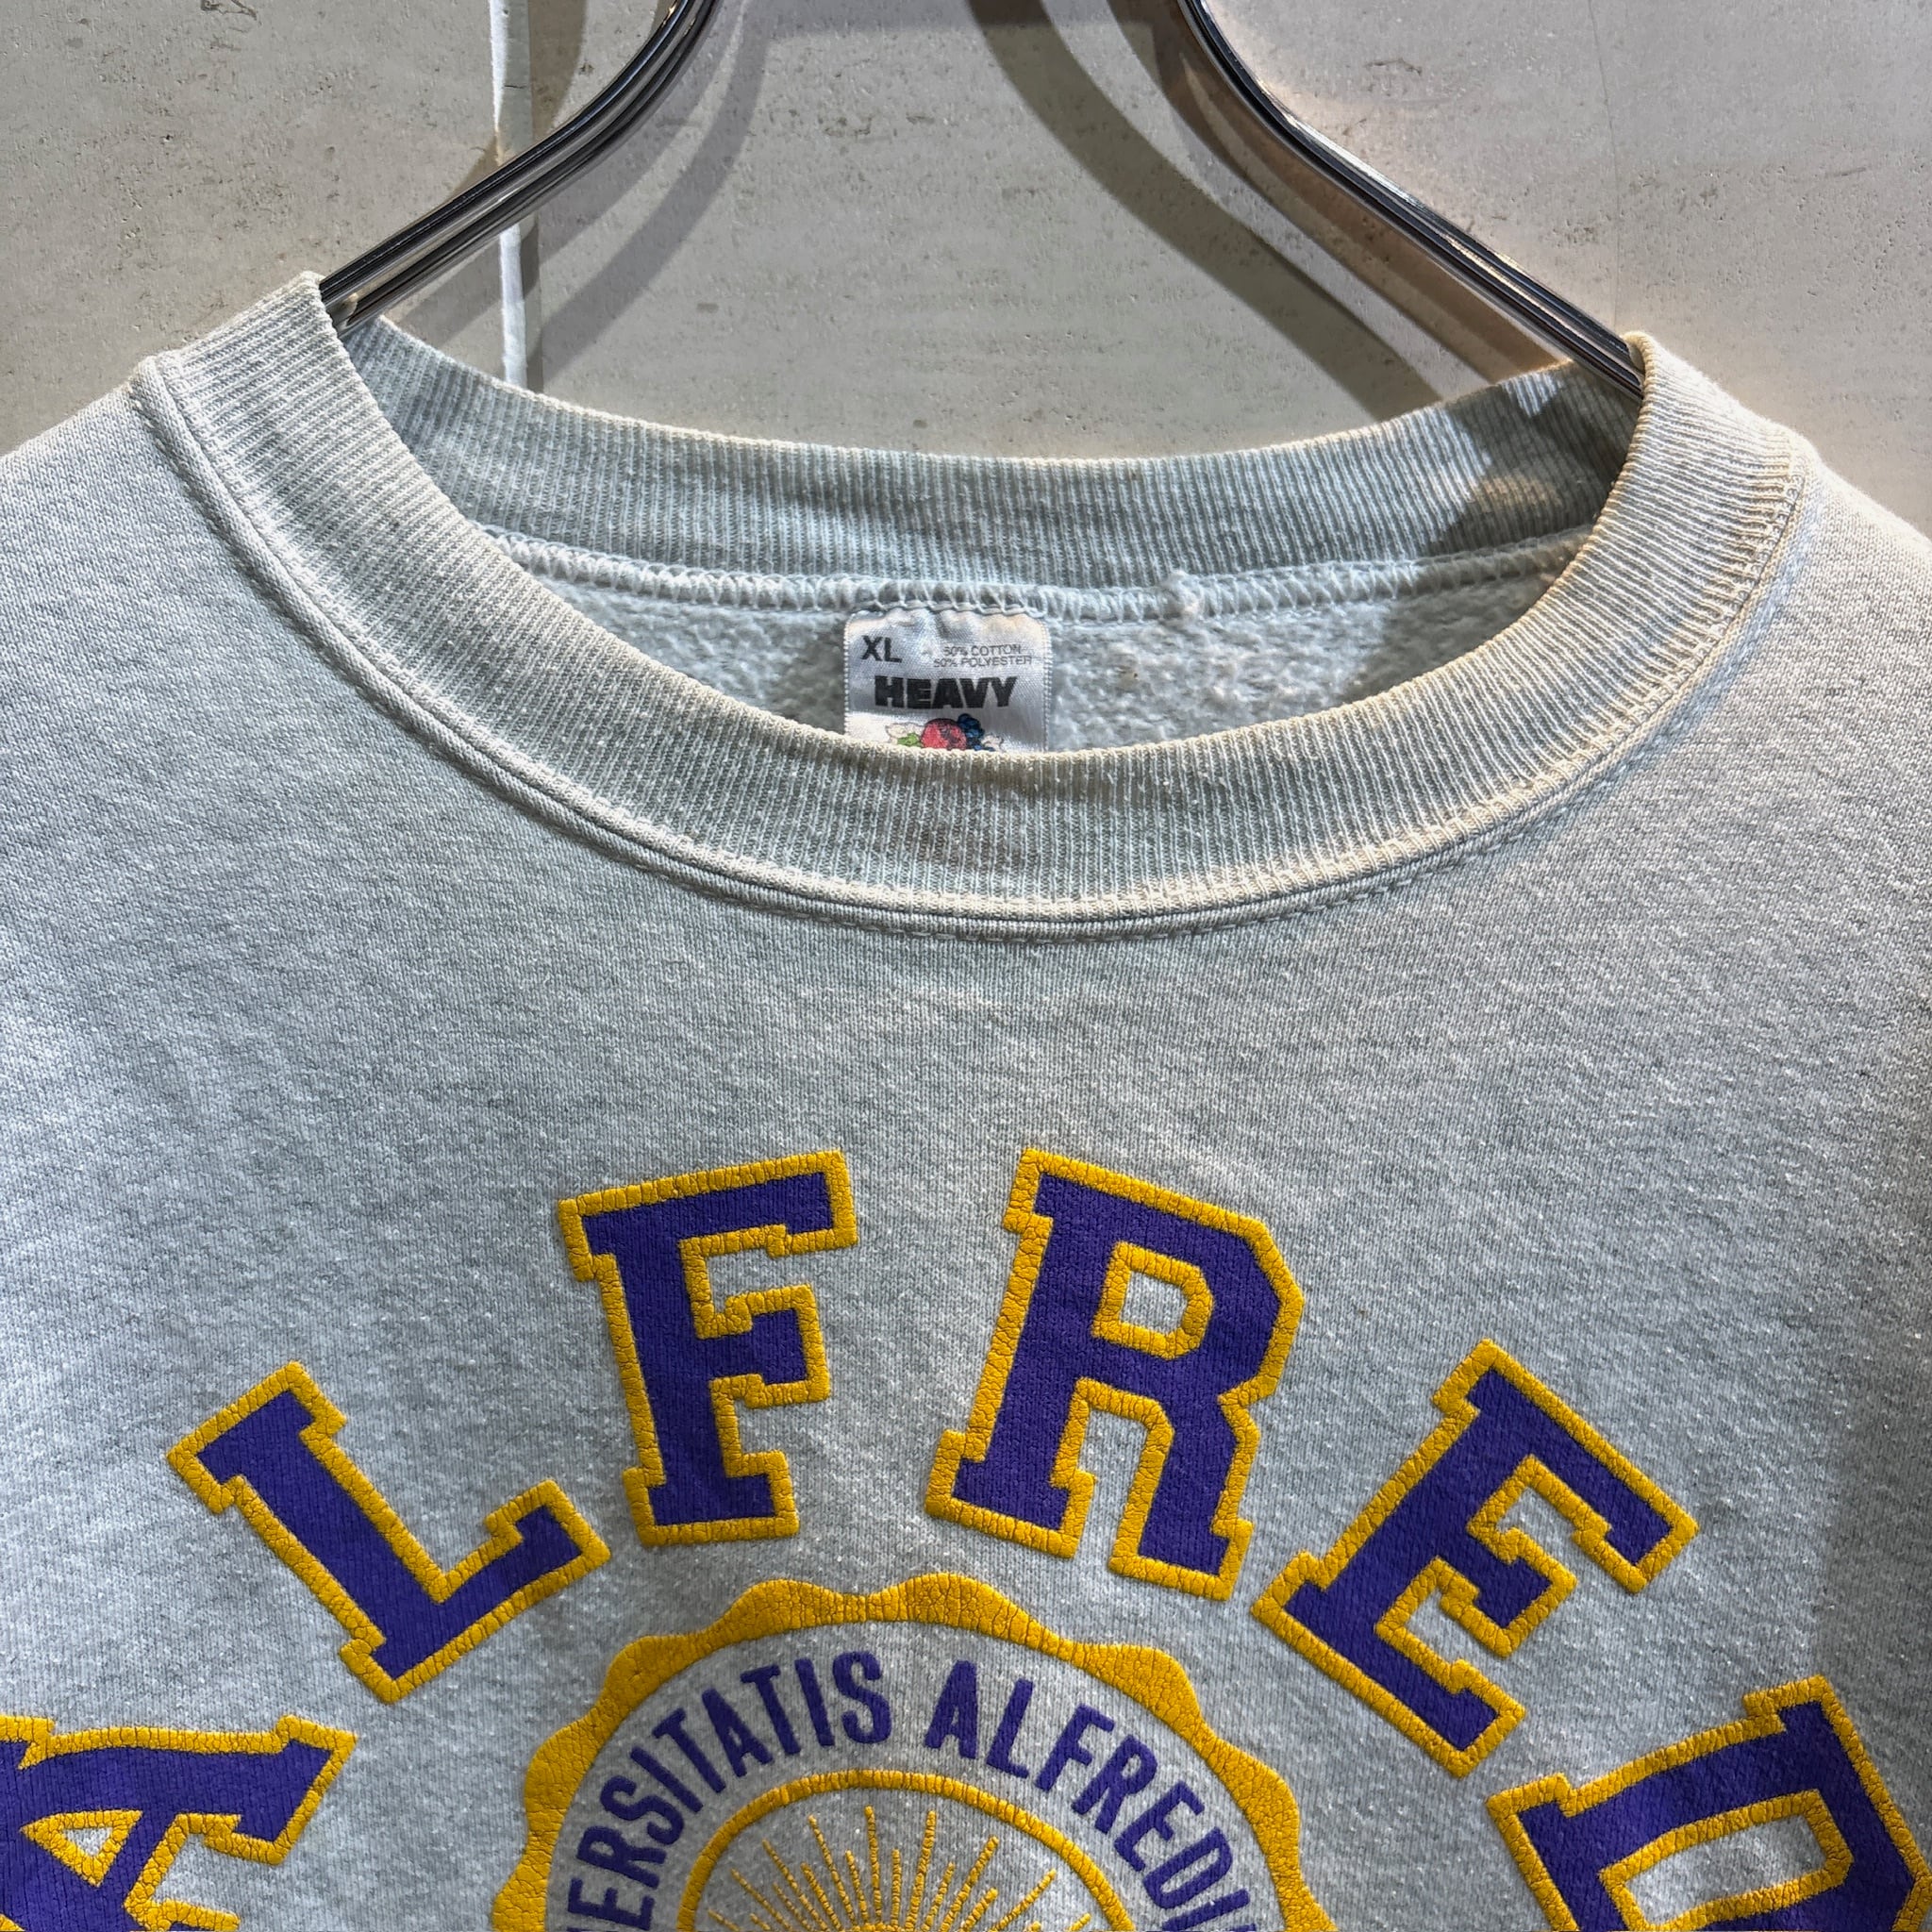 XL
50% COTTON
50% POLYESTER
HEAVY
ALFRED
ERSITATIS ALFREDI